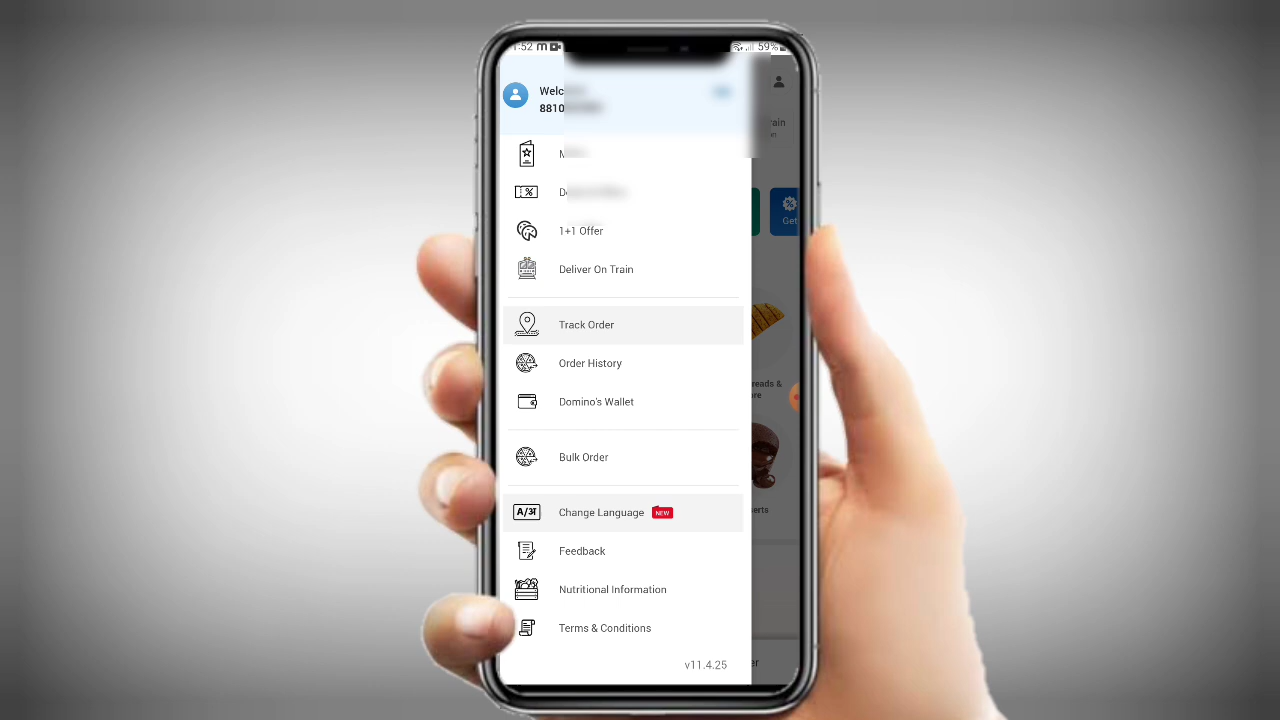 1:52 m
59%
8810
1+1 Offer
Get
Deliver On Train
Track Order
Order History
Domino's Wallet
Bulk Order
A/अ Change Language NEW
Feedback
Nutritional Information
Terms & Conditions
v11.4.25